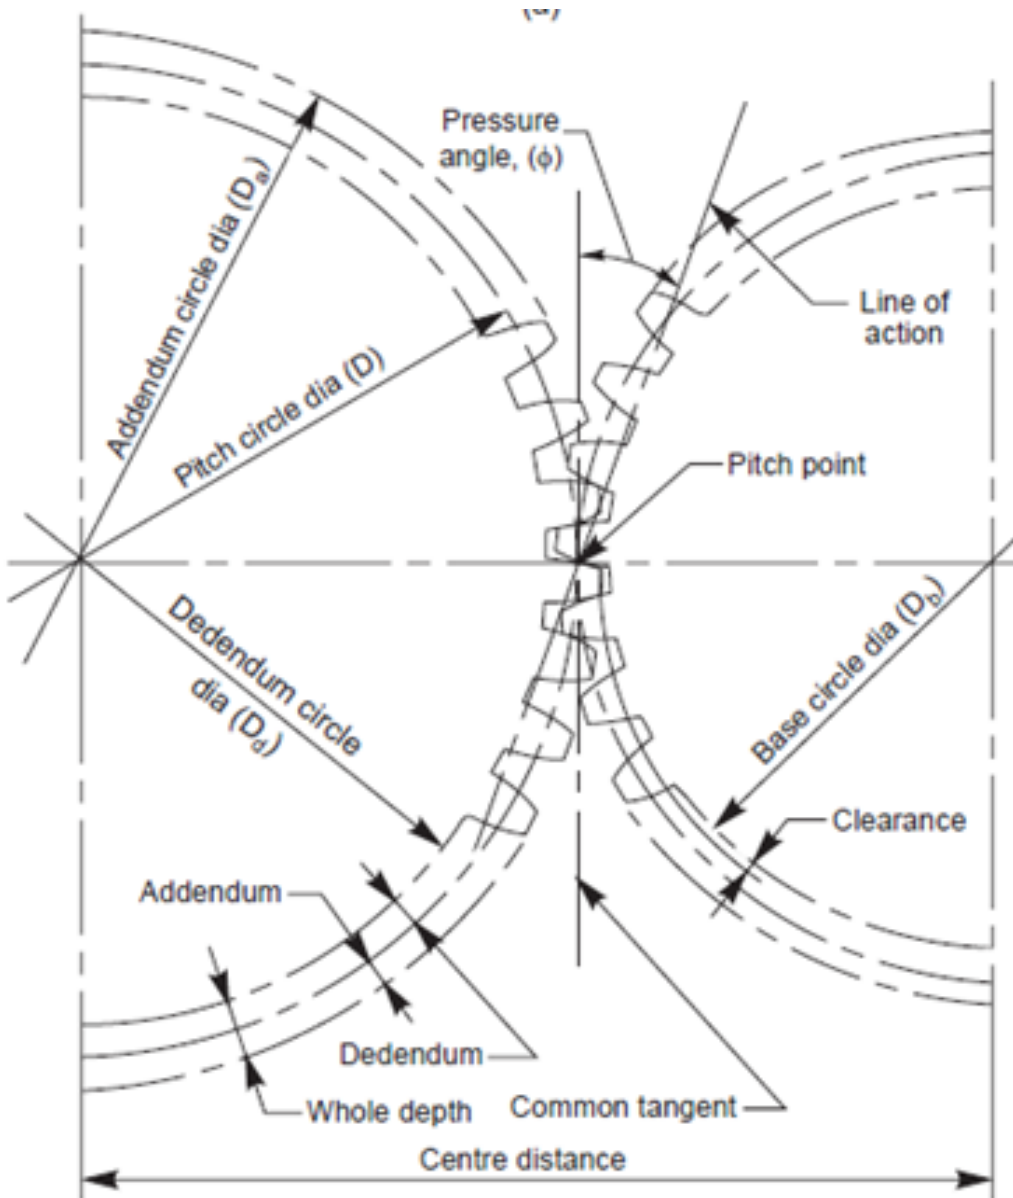 (d)
Pressure
angle, (ϕ)
Addendum circle dia (Da)
Line of
action
Pitch circle dia (D)
Pitch point
Dedendum circle
dia (Dd)
Base circle dia (Db)
Clearance
Addendum
Dedendum
Whole depth
Common tangent
Centre distance